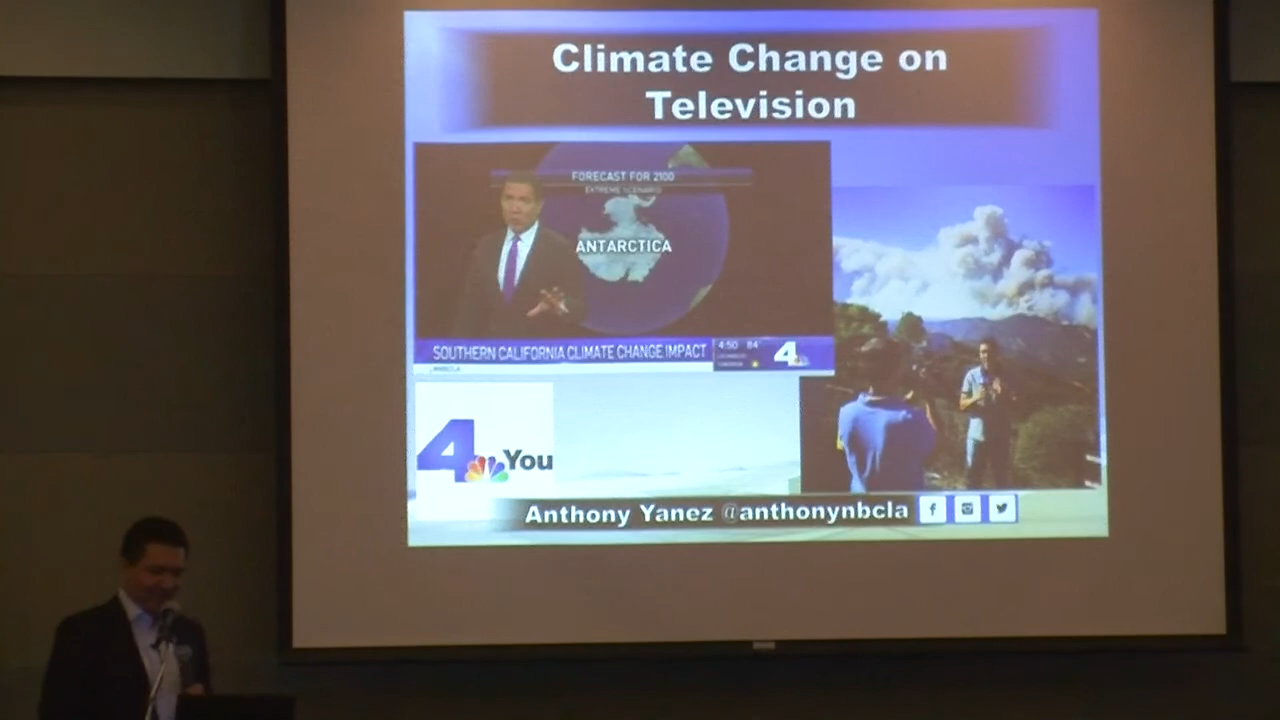 Climate Change on
Television
FORECAST FOR 2100
EXTREME SCENARIO
ANTARCTICA
SOUTHERN CALIFORNIA CLIMATE CHANGE IMPACT
4:50 84°
4
4
You
Anthony Yanez @anthonynbcla